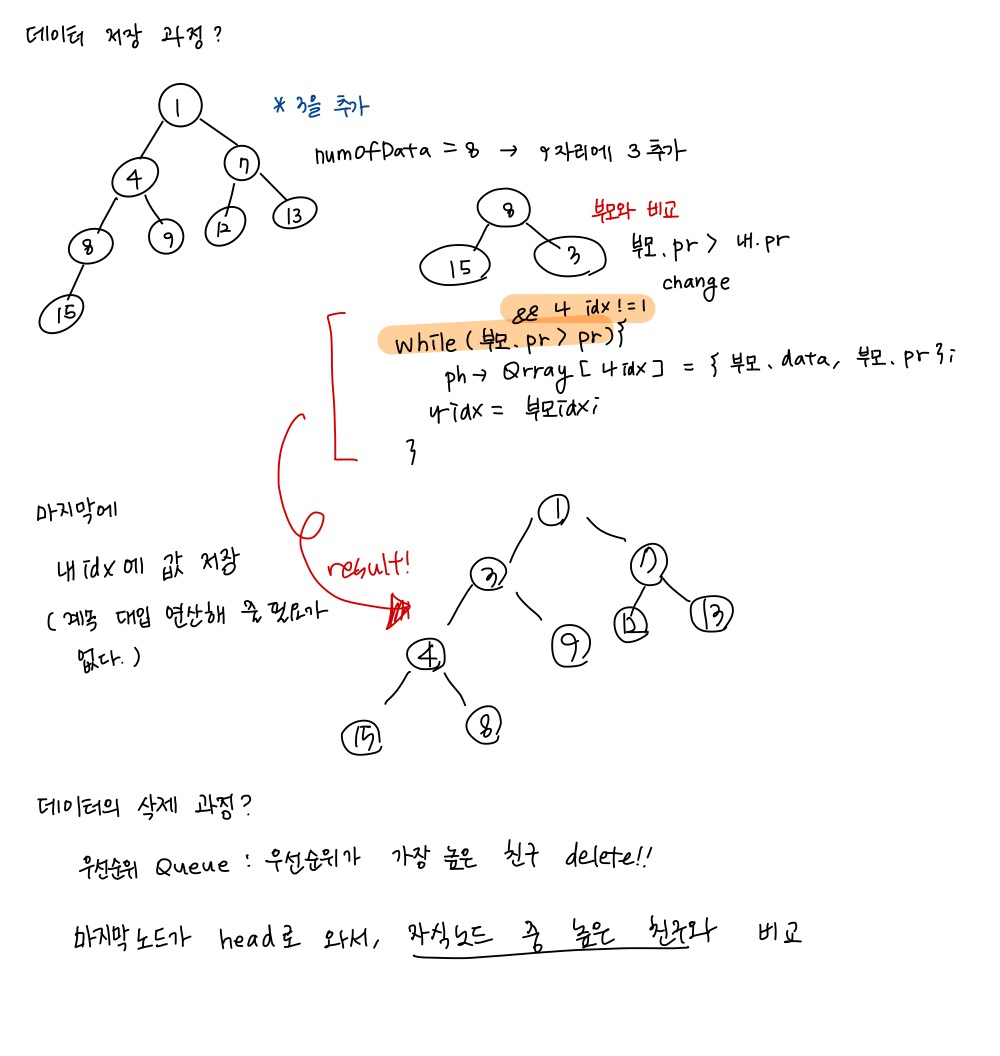 데이터 저장 과정?
1
* 3을 추가
numOfData = 8 → 9자리에 3 추가
4 7
8 9 12 13
15
8
15 3
부모와 비교
부모.pr > 내.pr
change
&& 나 idx != 1
while (부모.pr > pr) {
ph → Qrray [나idx] = { 부모.data, 부모.pr };
나idx = 부모idx;
}
마지막에
내 idx에 값 저장
(계속 대입 연산해 줄 필요가
없다.)
result!
1
3 7
4 9 12 13
15 8
데이터의 삭제 과정?
우선순위 Queue : 우선순위가 가장 높은 친구 delete!!
마지막 노드가 head로 와서, 자식노드 중 높은 친구와 비교